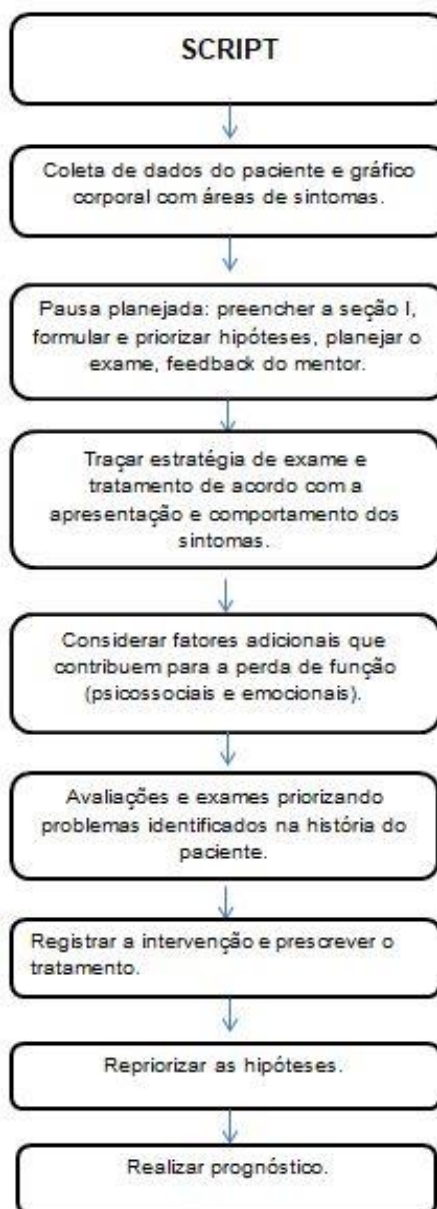 SCRIPT
Coleta de dados do paciente e gráfico
corporal com áreas de sintomas.
Pausa planejada: preencher a seção I,
formular e priorizar hipóteses, planejar o
exame, feedback do mentor.
Traçar estratégia de exame e
tratamento de acordo com a
apresentação e comportamento dos
sintomas.
Considerar fatores adicionais que
contribuem para a perda de função
(psicossociais e emocionais).
Avaliações e exames priorizando
problemas identificados na história do
paciente.
Registrar a intervenção e prescrever o
tratamento.
Repriorizar as hipóteses.
Realizar prognóstico.